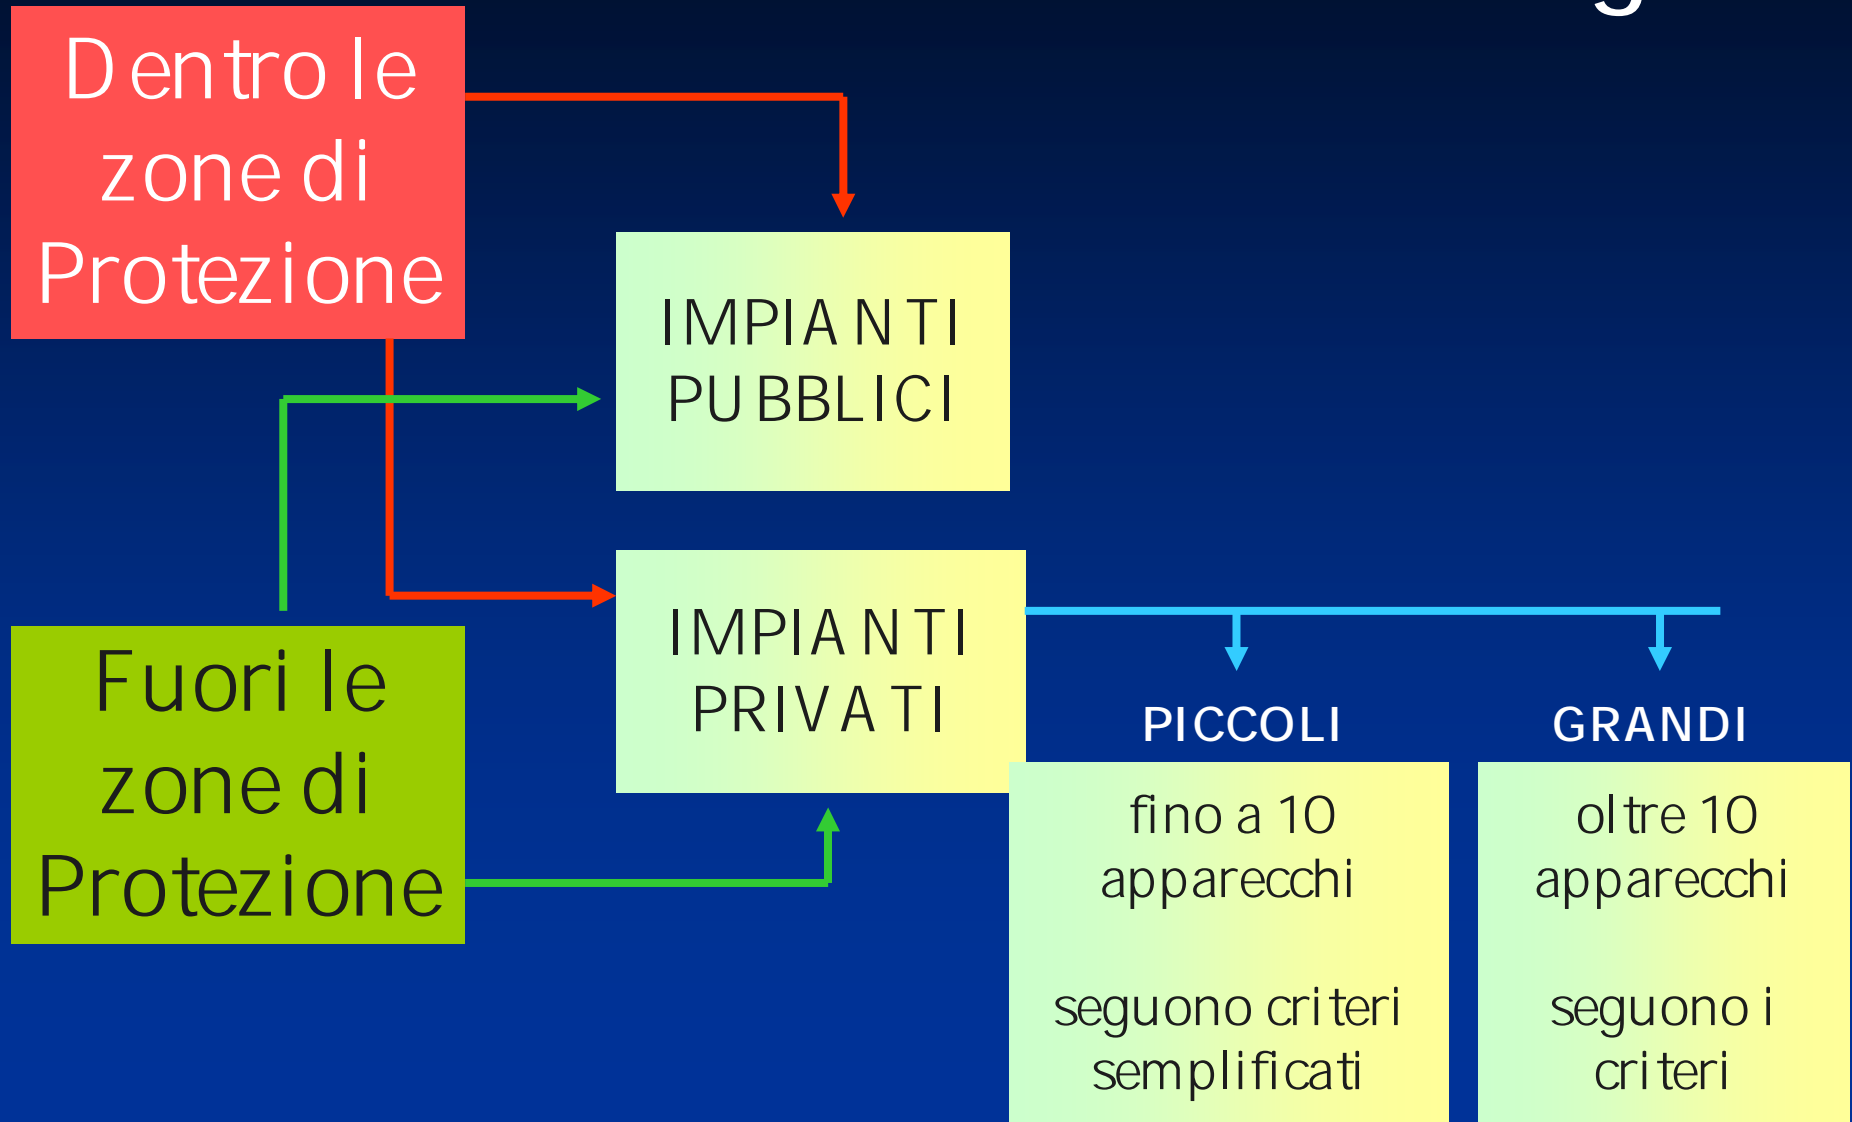 Dentro le
zone di
Protezione
IMPIANTI
PUBBLICI
IMPIANTI
PRIVATI
Fuori le
zone di
Protezione
PICCOLI
fino a 10
apparecchi
seguono criteri
semplificati
GRANDI
oltre 10
apparecchi
seguono i
criteri